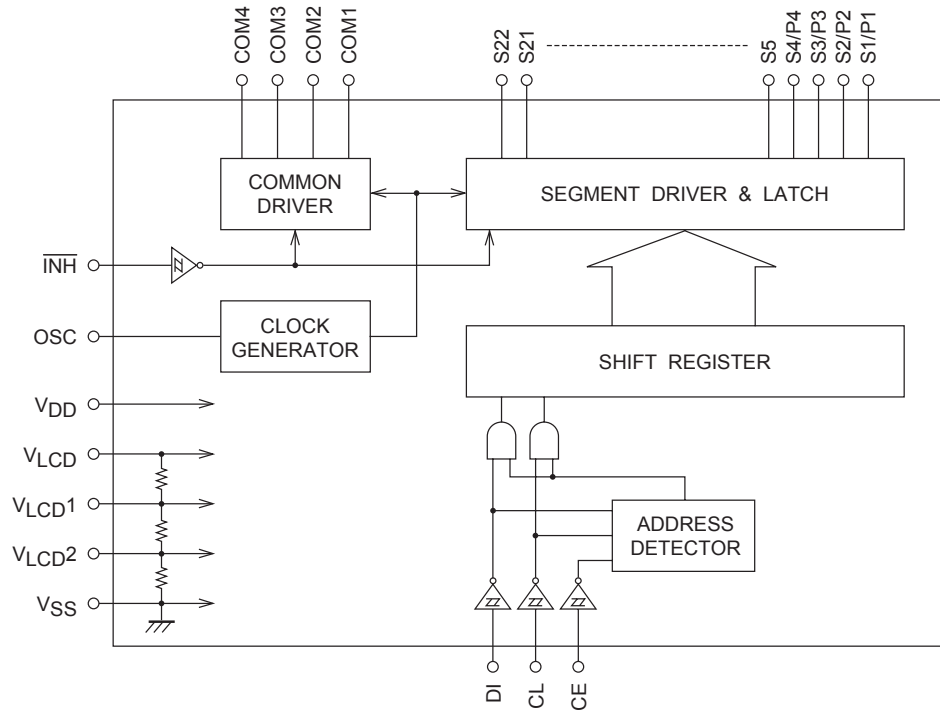 COM4
COM3
COM2
COM1
S22
S21
S5
S4/P4
S3/P3
S2/P2
S1/P1
COMMON
DRIVER
SEGMENT DRIVER & LATCH
INH
OSC
CLOCK
GENERATOR
SHIFT REGISTER
VDD
VLCD
VLCD1
VLCD2
VSS
ADDRESS
DETECTOR
DI
CL
CE